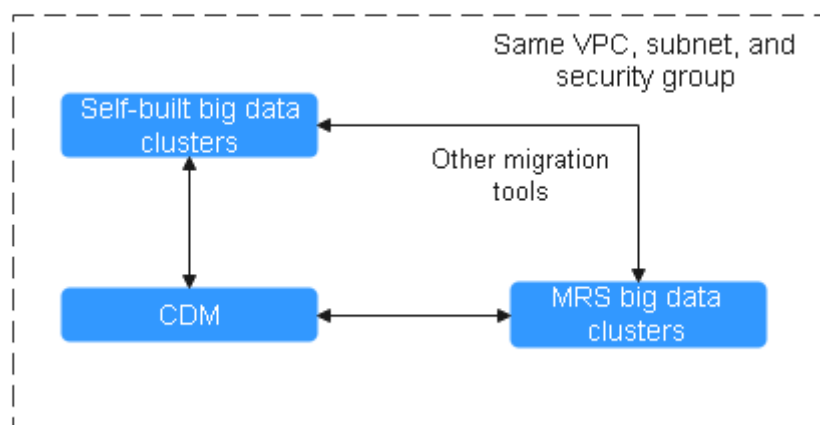 Same VPC, subnet, and
security group
Self-built big data
clusters
Other migration
tools
CDM
MRS big data
clusters